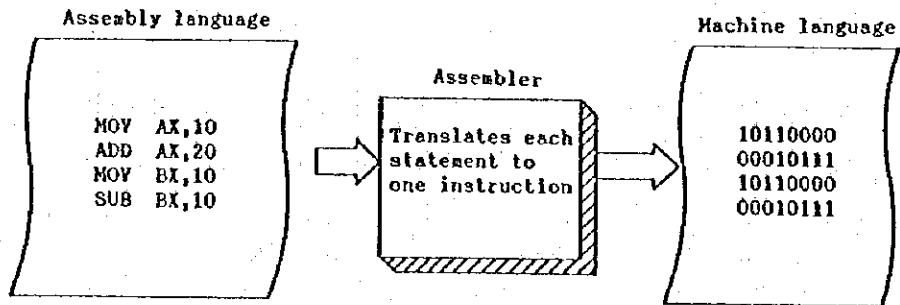 Assembly language
MOV AX,10
ADD AX,20
MOV BX,10
SUB BX,10
Assembler
Translates each
statement to
one instruction
Machine language
10110000
00010111
10110000
00010111